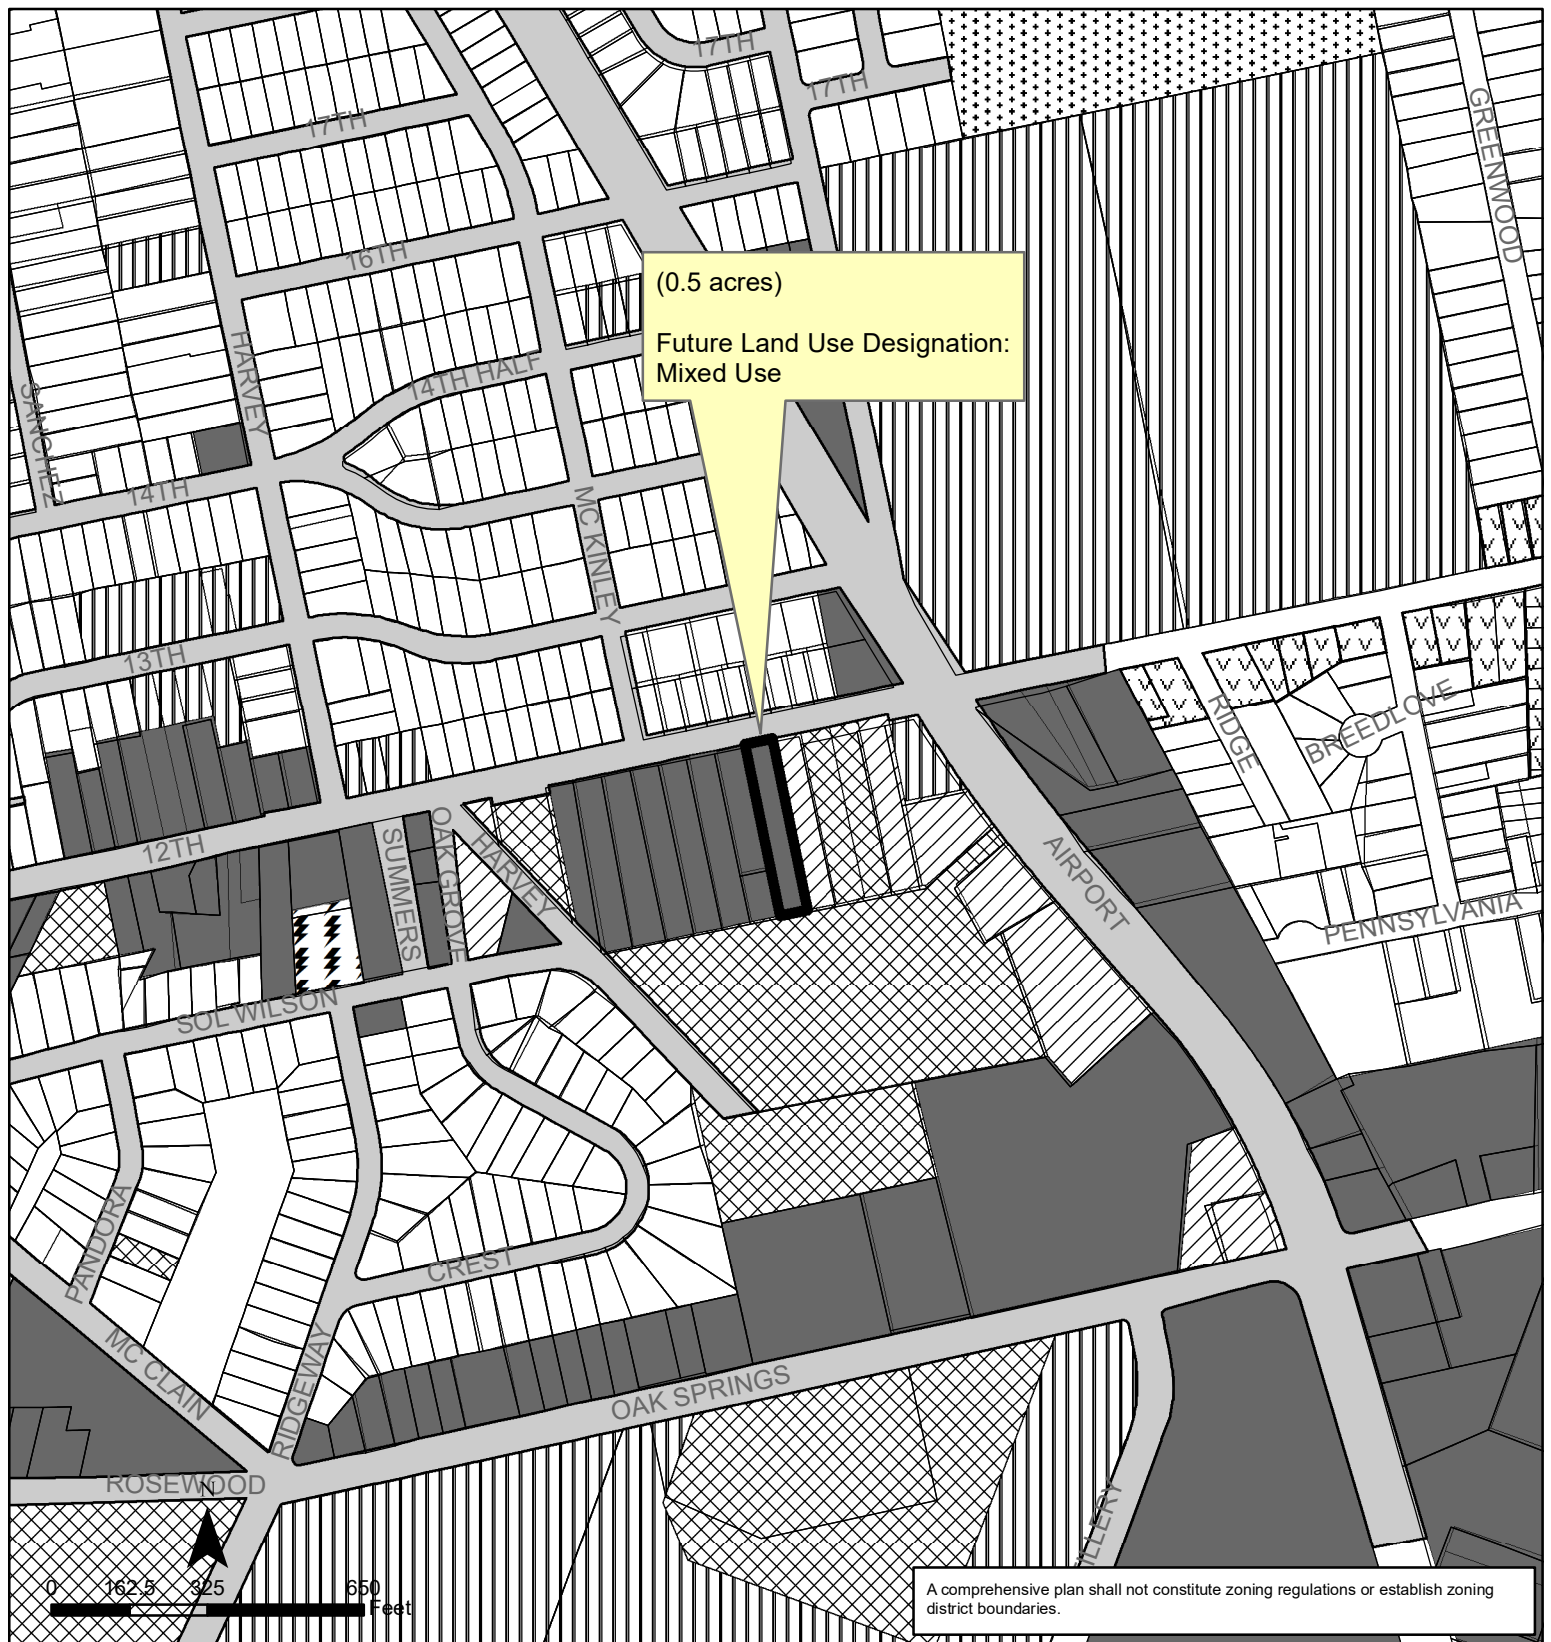 17TH
17TH
17TH
GREENWOOD
16TH
(0.5 acres)
Future Land Use Designation:
Mixed Use
HARVEY
14TH HALF
SANCHEZ
14TH
MC KINLEY
13TH
RIDGE
BREEDLOVE
12TH
SUMMERS
OAK GROVE
HARVEY
AIRPORT
PENNSYLVANIA
SOL WILSON
PANDORA
CREST
MC CLAIN
RIDGEWAY
OAK SPRINGS
ROSEWOOD
N
ILLERY
0 162.5 325 650
Feet
A comprehensive plan shall not constitute zoning regulations or establish zoning
district boundaries.